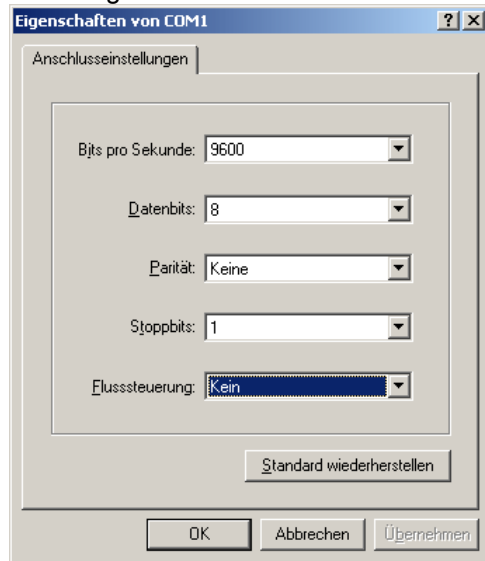 Eigenschaften von COM1
Anschlusseinstellungen
Bits pro Sekunde: 9600
Datenbits: 8
Parität: Keine
Stoppbits: 1
Flusssteuerung: Kein
Standard wiederherstellen
OK Abbrechen Übernehmen